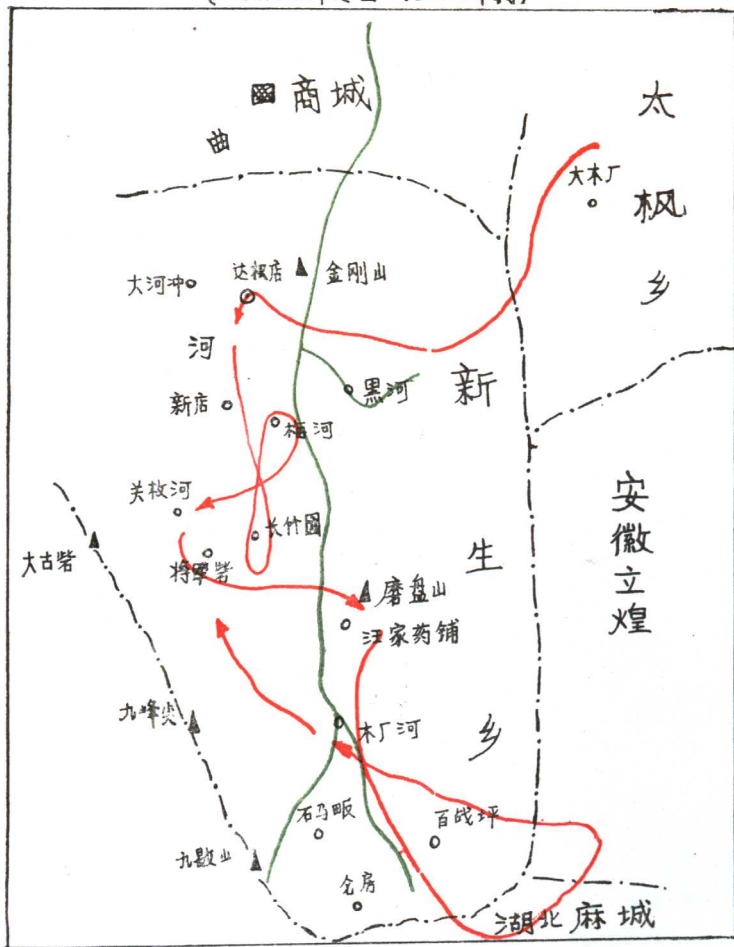 商城
曲
太
大木厂
枫
乡
大河冲
达权店
金刚山
河
黑河
新
新店
梅河
关枚河
长竹园
安徽立煌
大古砦
将军砦
生
磨盘山
汪家药铺
九峰尖
木厂河
乡
石马畈
百战坪
九歇山
仓房
湖北麻城